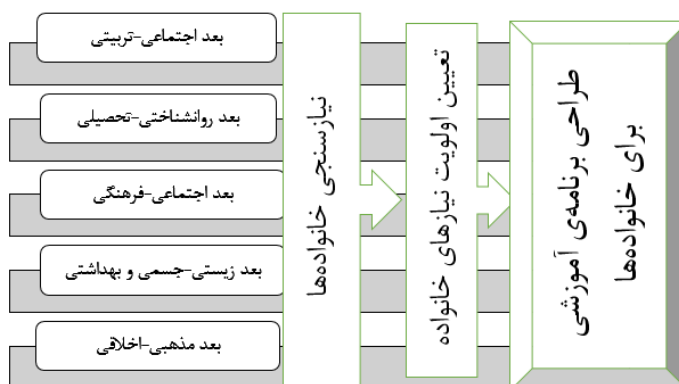 بعد اجتماعی-تربیتی
بعد روانشناختی-تحصیلی
بعد اجتماعی-فرهنگی
بعد زیستی-جسمی و بهداشتی
بعد مذهبی-اخلاقی
نیازسنجی خانواده‌ها
تعیین اولویت نیازهای خانواده
طراحی برنامه‌ی آموزشی
برای خانواده‌ها